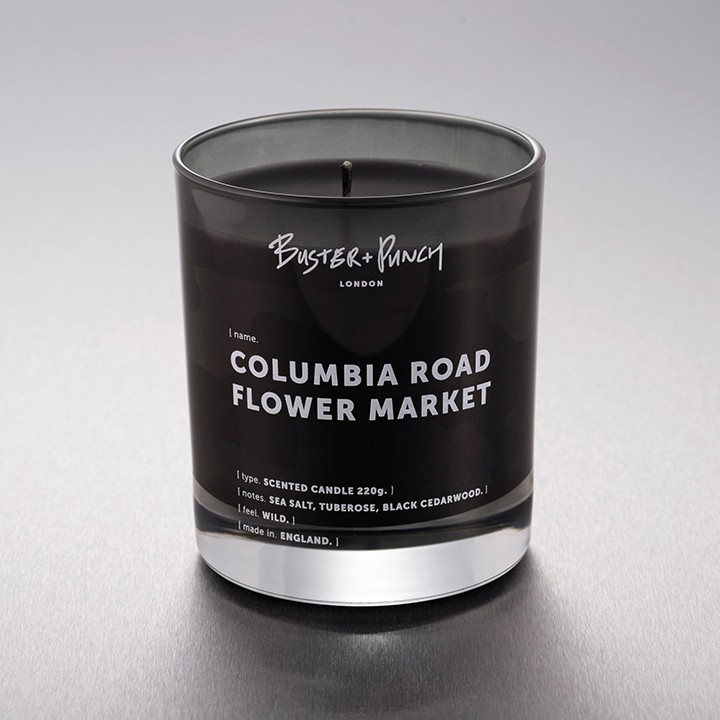 BUSTER + PUNCH
LONDON
[ name.
COLUMBIA ROAD
FLOWER MARKET
[ type. SCENTED CANDLE 220g. ]
[ notes. SEA SALT, TUBEROSE, BLACK CEDARWOOD. ]
[ feel. WILD. ]
[ made in. ENGLAND. ]